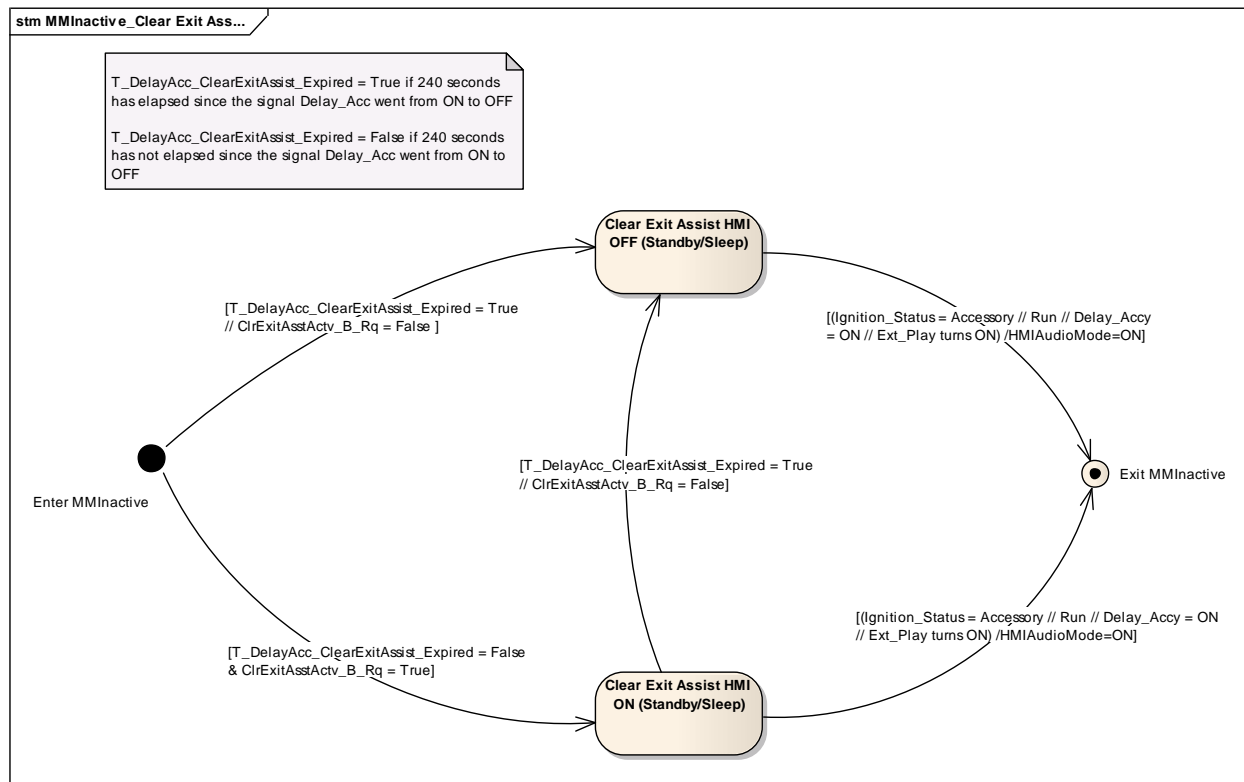 stm MMInactive_Clear Exit Ass...
T_DelayAcc_ClearExitAssist_Expired = True if 240 seconds
has elapsed since the signal Delay_Acc went from ON to OFF
T_DelayAcc_ClearExitAssist_Expired = False if 240 seconds
has not elapsed since the signal Delay_Acc went from ON to
OFF
Clear Exit Assist HMI
OFF (Standby/Sleep)
[T_DelayAcc_ClearExitAssist_Expired = True
// ClrExitAsstActv_B_Rq = False ]
[(Ignition_Status = Accessory // Run // Delay_Accy
= ON // Ext_Play turns ON) /HMIAudioMode=ON]
[T_DelayAcc_ClearExitAssist_Expired = True
// ClrExitAsstActv_B_Rq = False]
Enter MMInactive
Exit MMInactive
[T_DelayAcc_ClearExitAssist_Expired = False
& ClrExitAsstActv_B_Rq = True]
[(Ignition_Status = Accessory // Run // Delay_Accy = ON
// Ext_Play turns ON) /HMIAudioMode=ON]
Clear Exit Assist HMI
ON (Standby/Sleep)